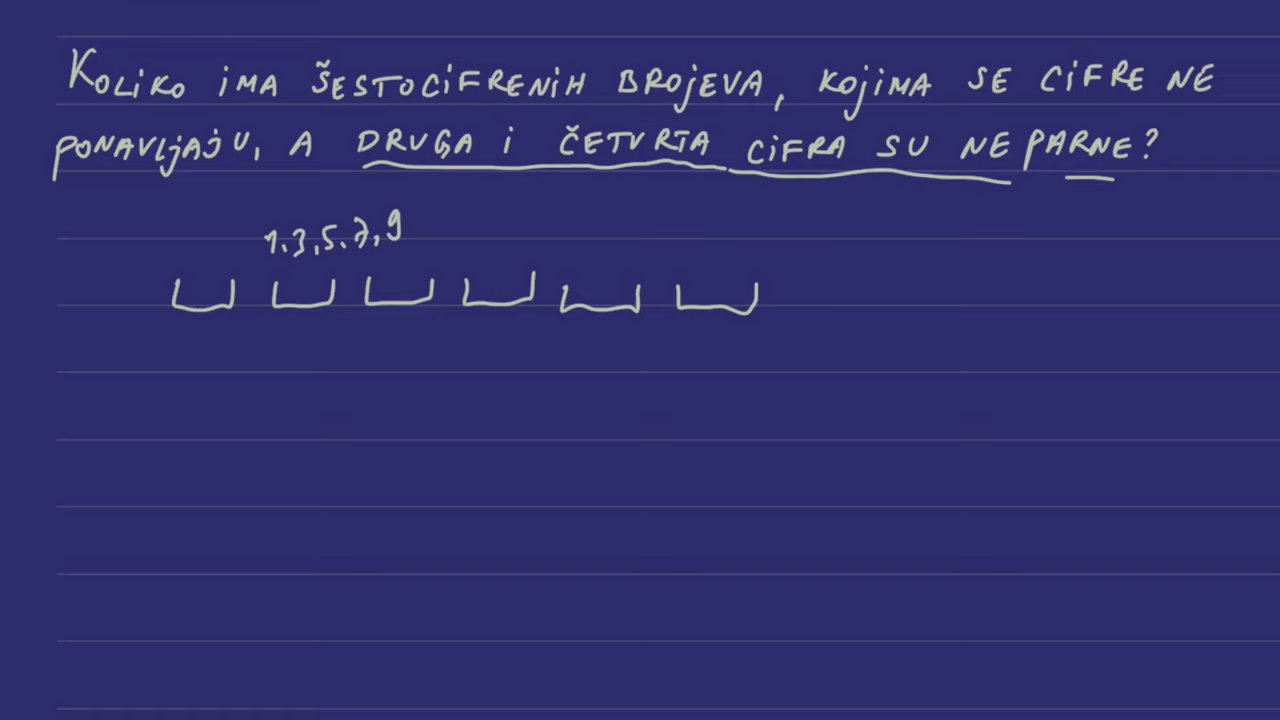 KOLIKO IMA ŠESTOCIFRENIH BROJEVA, KOJIMA SE CIFRE NE
PONAVLJAJU, A DRUGA I ČETVRTA CIFRA SU NEPARNE?
1,3,5,7,9